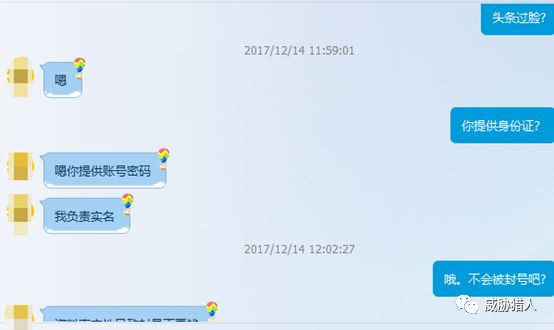 头条过脸?
2017/12/14 11:59:01
嗯
你提供身份证?
嗯你提供账号密码
我负责实名
2017/12/14 12:02:27
哦。不会被封号吧?
威胁猎人